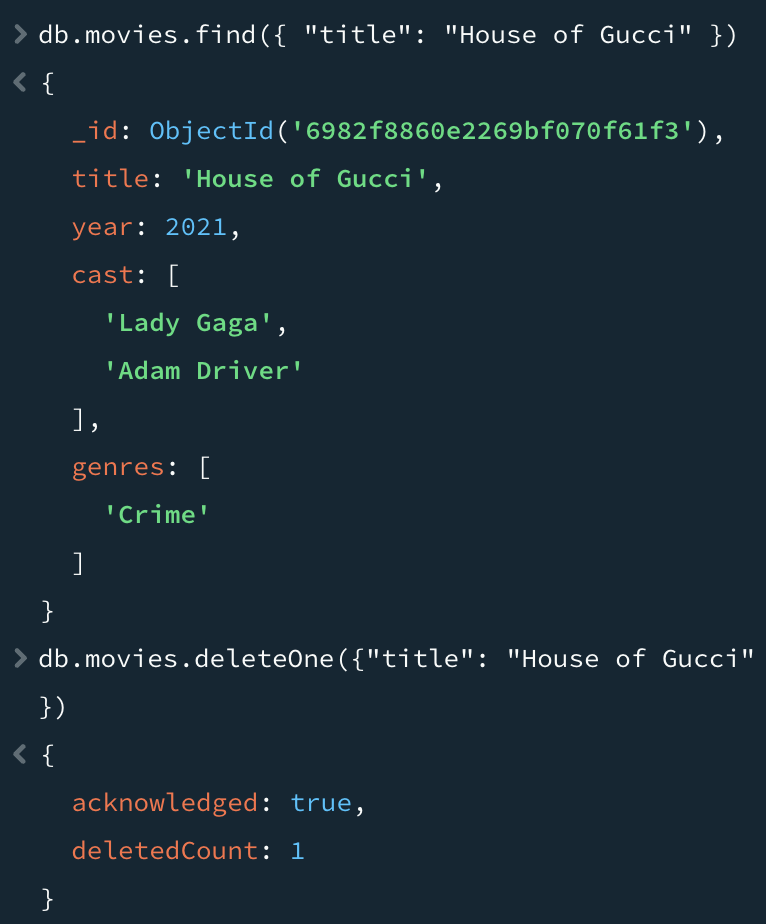 > db.movies.find({ "title": "House of Gucci" })
< {
    _id: ObjectId('6982f8860e2269bf070f61f3'),
    title: 'House of Gucci',
    year: 2021,
    cast: [
      'Lady Gaga',
      'Adam Driver'
    ],
    genres: [
      'Crime'
    ]
  }
> db.movies.deleteOne({"title": "House of Gucci"
  })
< {
    acknowledged: true,
    deletedCount: 1
  }